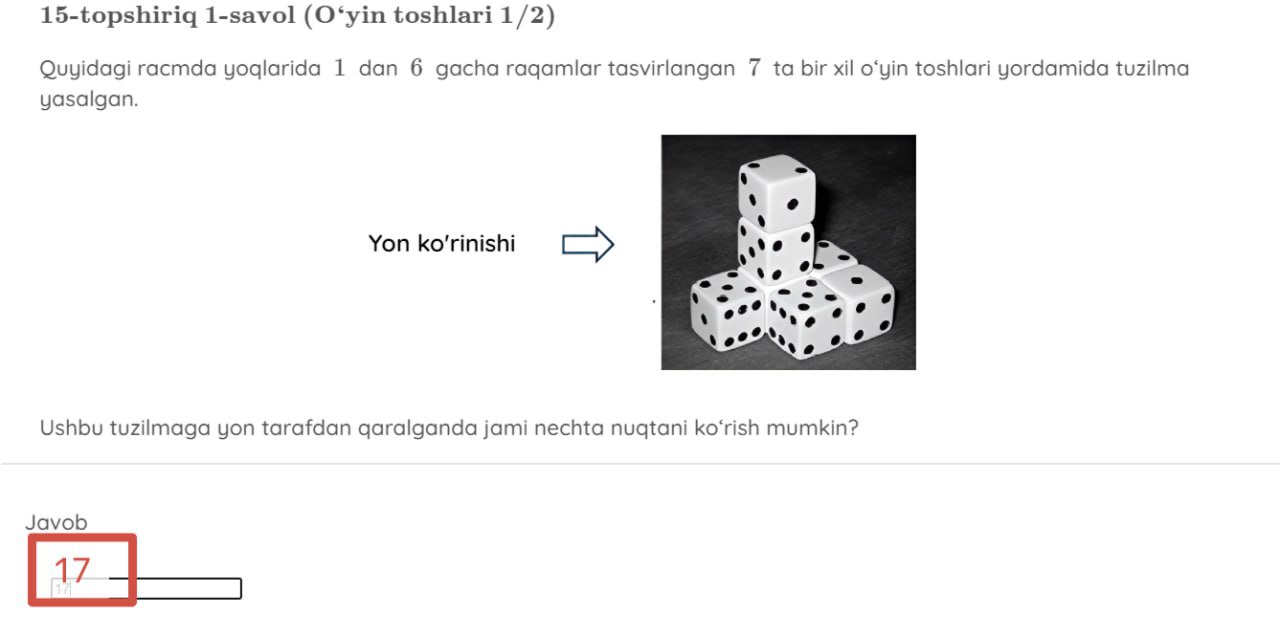 15-topshiriq 1-savol (O‘yin toshlari 1/2)
Quyidagi racmda yoqlarida 1 dan 6 gacha raqamlar tasvirlangan 7 ta bir xil o‘yin toshlari yordamida tuzilma
yasalgan.
Yon ko'rinishi
Ushbu tuzilmaga yon tarafdan qaralganda jami nechta nuqtani ko‘rish mumkin?
Javob
17
17